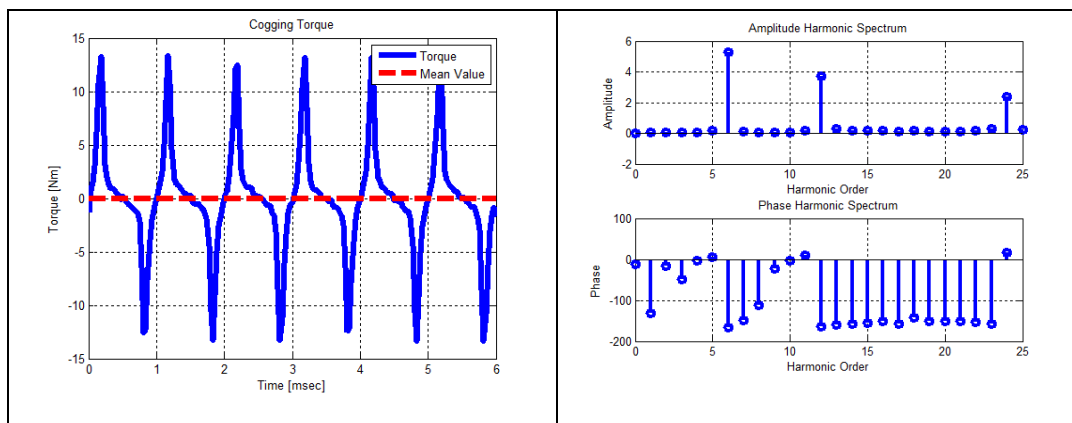 Cogging Torque
15
10
5
0
-5
-10
-15
Torque [Nm]
Torque
Mean Value
0 1 2 3 4 5 6
Time [msec]
Amplitude Harmonic Spectrum
6
4
2
0
-2
Amplitude
0 5 10 15 20 25
Harmonic Order
Phase Harmonic Spectrum
100
0
-100
-200
Phase
0 5 10 15 20 25
Harmonic Order